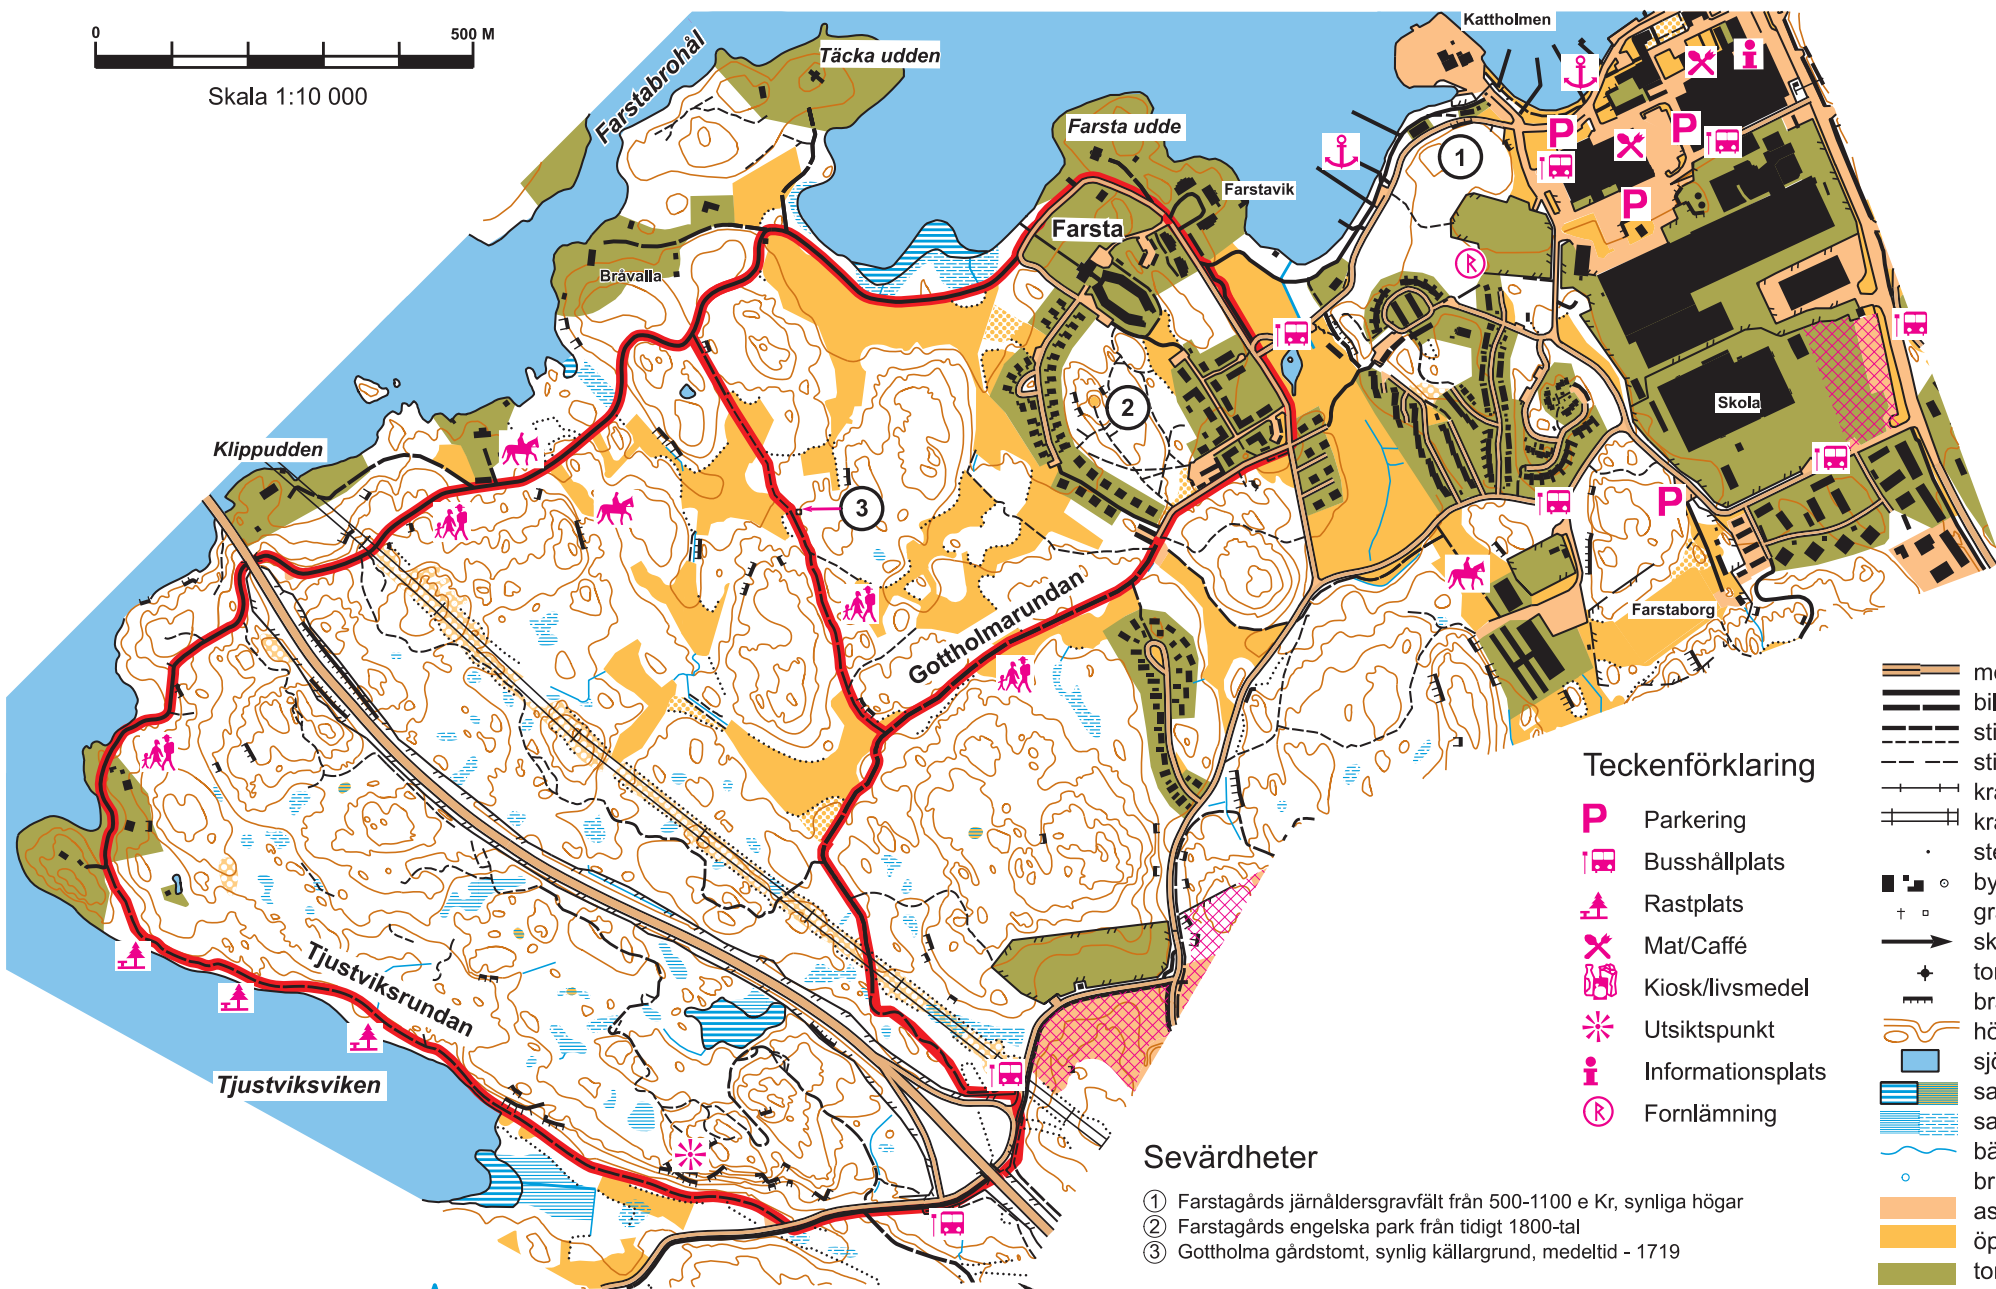 0
500 M
Skala 1:10 000
Farstabrohål
Täcka udden
Farsta udde
Kattholmen
Farstavik
Farsta
Bråvalla
Klippudden
Skola
Farstaborg
1
2
3
Gottholmarundan
Tjustviksrundan
Tjustviksviken
P
P
P
P
Teckenförklaring
P Parkering
Busshållplats
Rastplats
Mat/Caffé
Kiosk/livsmedel
Utsiktspunkt
Informationsplats
R Fornlämning
Sevärdheter
1 Farstagårds järnåldersgravfält från 500-1100 e Kr, synliga högar
2 Farstagårds engelska park från tidigt 1800-tal
3 Gottholma gårdstomt, synlig källargrund, medeltid - 1719